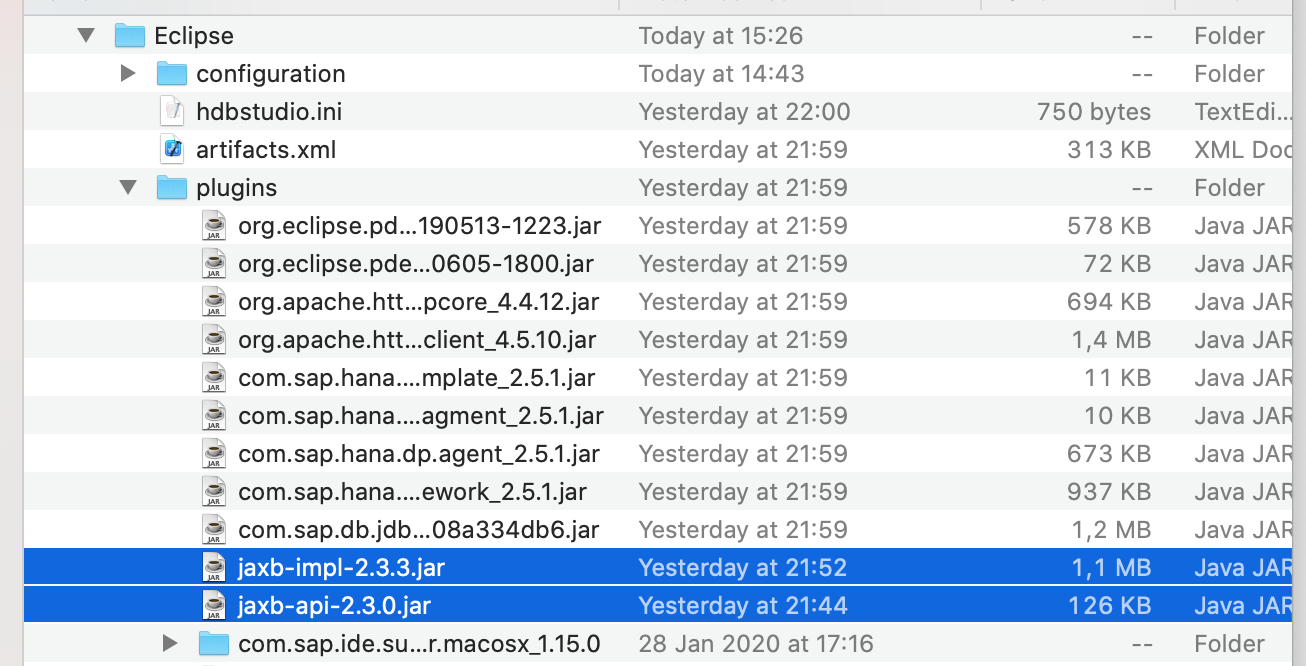 Eclipse Today at 15:26 -- Folder
configuration Today at 14:43 -- Folder
hdbstudio.ini Yesterday at 22:00 750 bytes TextEdi...
artifacts.xml Yesterday at 21:59 313 KB XML Doc
plugins Yesterday at 21:59 -- Folder
org.eclipse.pd...190513-1223.jar Yesterday at 21:59 578 KB Java JAR
org.eclipse.pde...0605-1800.jar Yesterday at 21:59 72 KB Java JAR
org.apache.htt...pcore_4.4.12.jar Yesterday at 21:59 694 KB Java JAR
org.apache.htt...client_4.5.10.jar Yesterday at 21:59 1,4 MB Java JAR
com.sap.hana....mplate_2.5.1.jar Yesterday at 21:59 11 KB Java JAR
com.sap.hana....agment_2.5.1.jar Yesterday at 21:59 10 KB Java JAR
com.sap.hana.dp.agent_2.5.1.jar Yesterday at 21:59 673 KB Java JAR
com.sap.hana....ework_2.5.1.jar Yesterday at 21:59 937 KB Java JAR
com.sap.db.jdb...08a334db6.jar Yesterday at 21:59 1,2 MB Java JAR
jaxb-impl-2.3.3.jar Yesterday at 21:52 1,1 MB Java JAR
jaxb-api-2.3.0.jar Yesterday at 21:44 126 KB Java JAR
com.sap.ide.su...r.macosx_1.15.0 28 Jan 2020 at 17:16 -- Folder